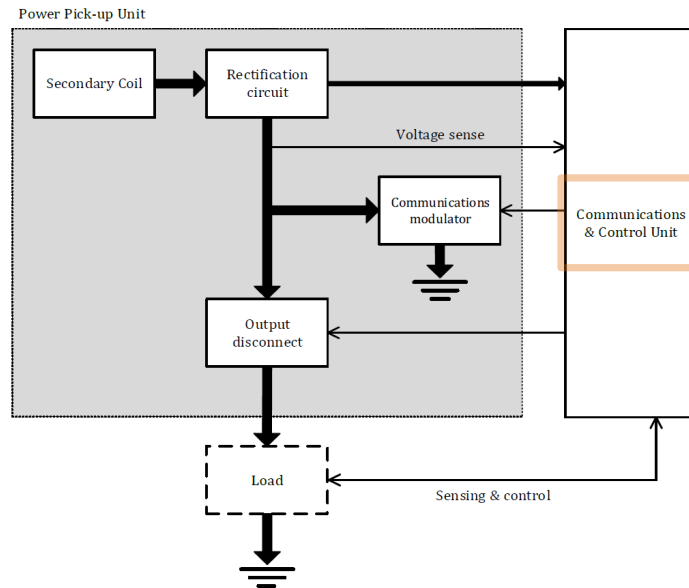 Power Pick-up Unit
Secondary Coil
Rectification
circuit
Voltage sense
Communications
modulator
Communications
& Control Unit
Output
disconnect
Load
Sensing & control